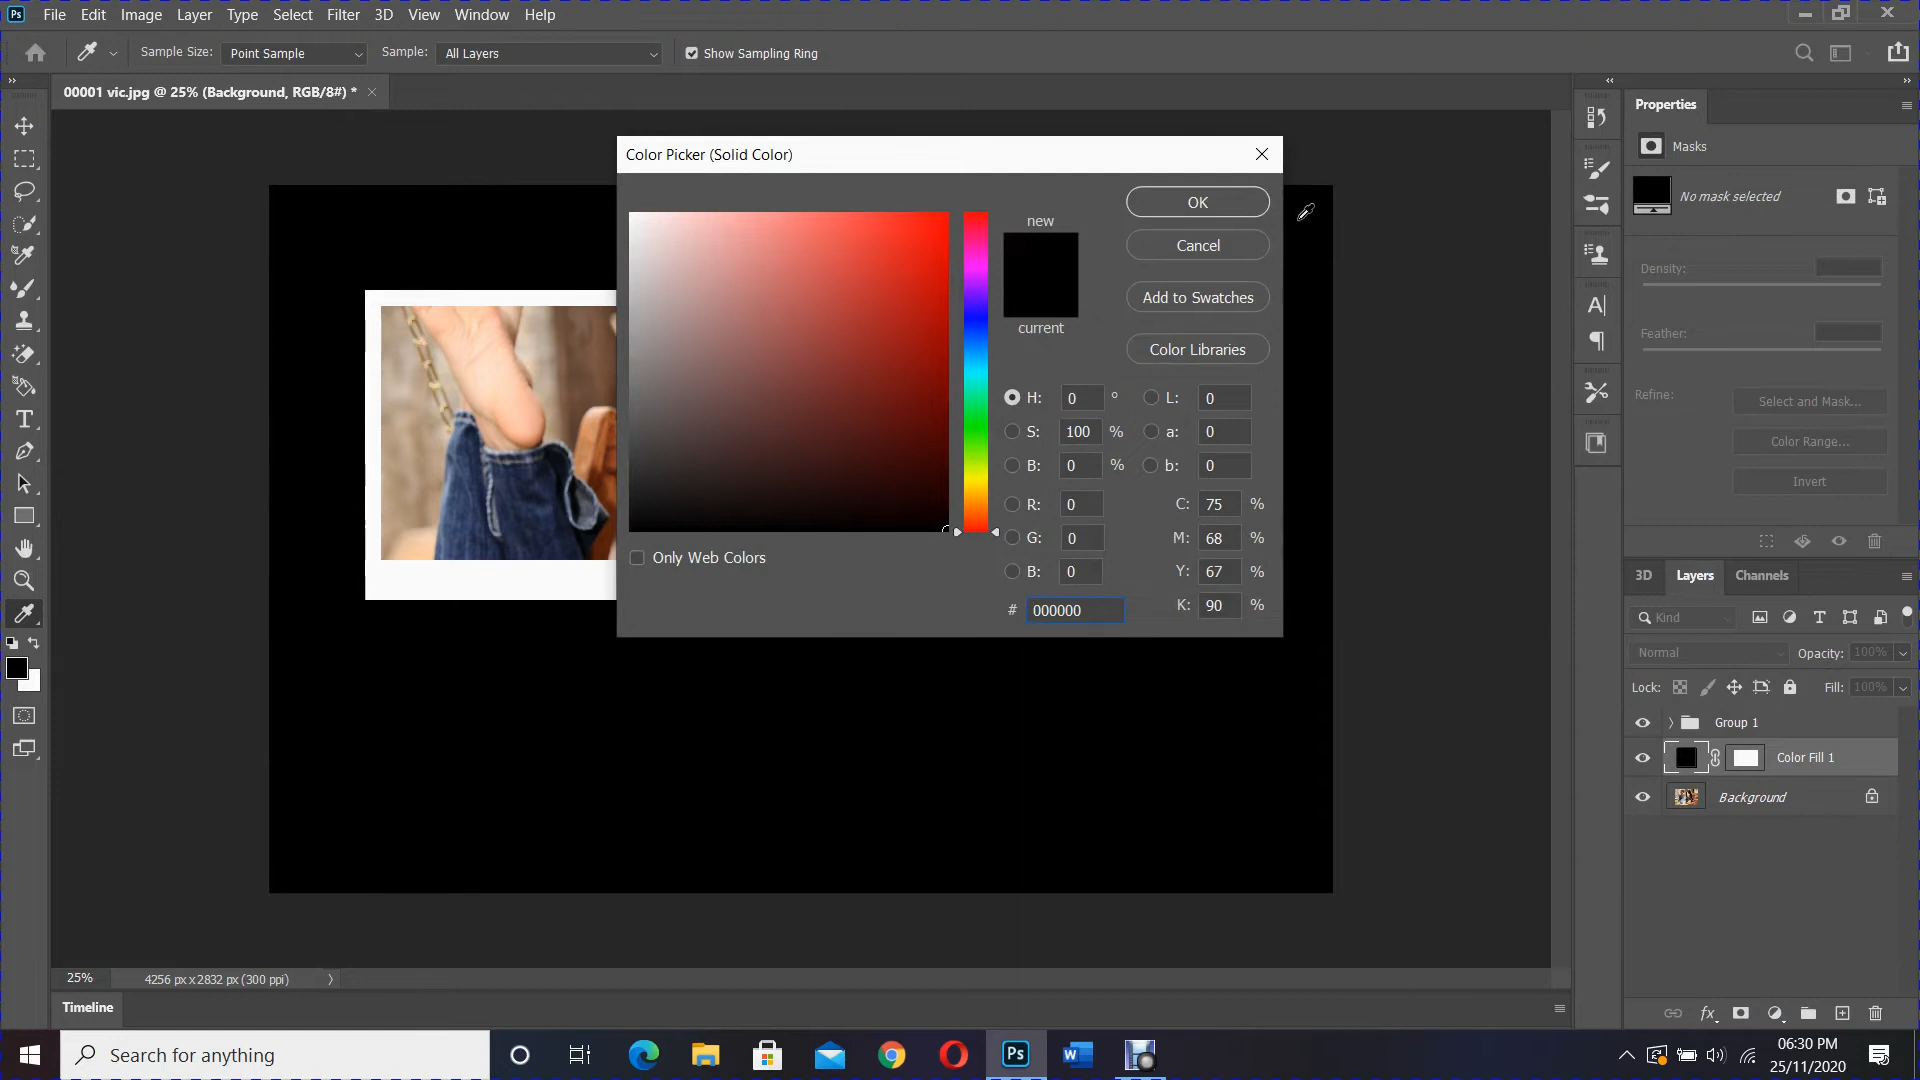 Ps File Edit Image Layer Type Select Filter 3D View Window Help
Sample Size: Point Sample Sample: All Layers Show Sampling Ring
00001 vic.jpg @ 25% (Background, RGB/8#) *
Color Picker (Solid Color)
new
current
OK
Cancel
Add to Swatches
Color Libraries
H: 0 ° L: 0
S: 100 % a: 0
B: 0 % b: 0
R: 0 C: 75 %
G: 0 M: 68 %
B: 0 Y: 67 %
# 000000 K: 90 %
Only Web Colors
Properties
Masks
No mask selected
Density:
Feather:
Refine: Select and Mask...
Color Range...
Invert
3D Layers Channels
Kind
Normal Opacity: 100%
Lock: Fill: 100%
Group 1
Color Fill 1
Background
fx
25% 4256 px x 2832 px (300 ppi)
Timeline
Search for anything
Ps
W
06:30 PM
25/11/2020